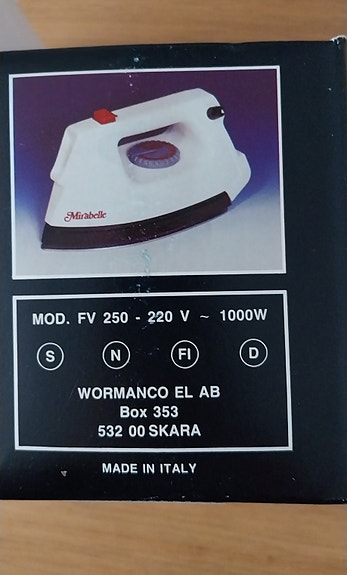 Mirabelle
MOD. FV 250 - 220 V ~ 1000W
S N FI D
WORMANCO EL AB
Box 353
532 00 SKARA
MADE IN ITALY